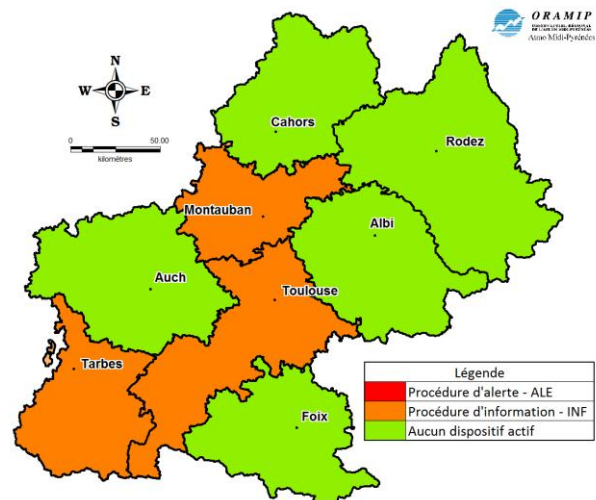 ORAMIP
Atmo Midi-Pyrénées
N
W E
S
0 50.00
kilomètres
Cahors
Rodez
Montauban
Albi
Auch
Toulouse
Tarbes
Foix
Légende
Procédure d'alerte - ALE
Procédure d'information - INF
Aucun dispositif actif